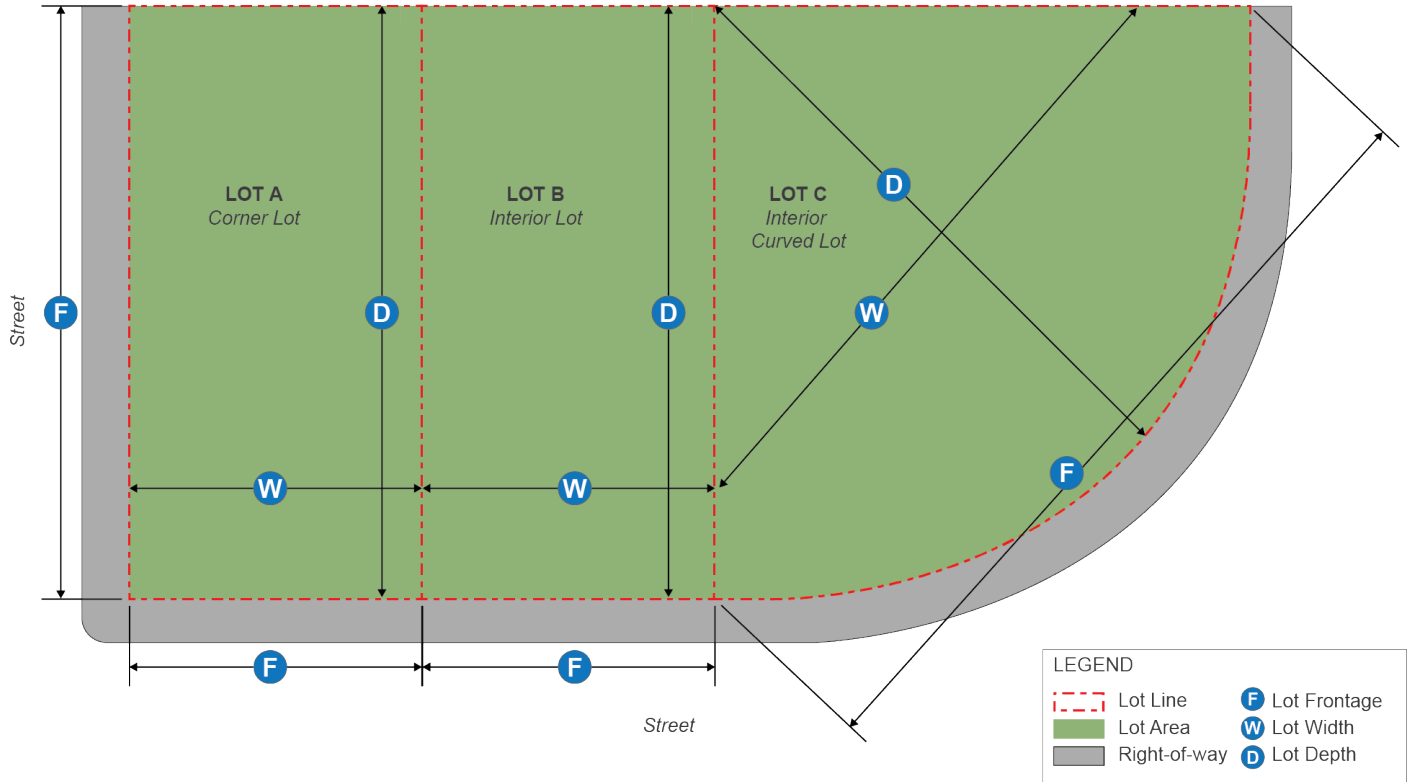 LOT A
Corner Lot
LOT B
Interior Lot
LOT C
Interior
Curved Lot
D
F
D
D
W
Street
F
W
W
F
F
Street
LEGEND
Lot Line
F Lot Frontage
Lot Area
W Lot Width
Right-of-way
D Lot Depth